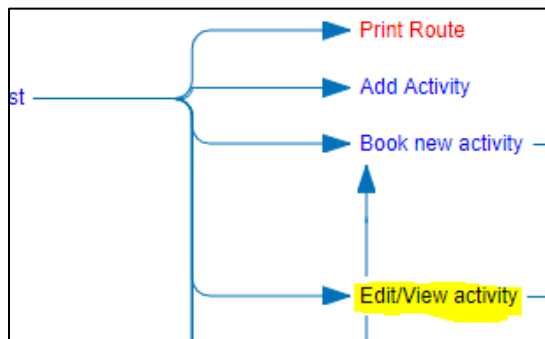 Print Route
st
Add Activity
Book new activity
Edit/View activity